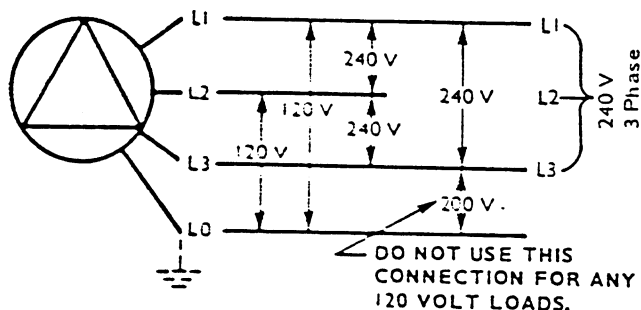 L1
L1
240 V
L2
120 V
240 V
L2
240 V
3 Phase
120 V
240 V
L3
L3
200 V
L0
DO NOT USE THIS
CONNECTION FOR ANY
120 VOLT LOADS.